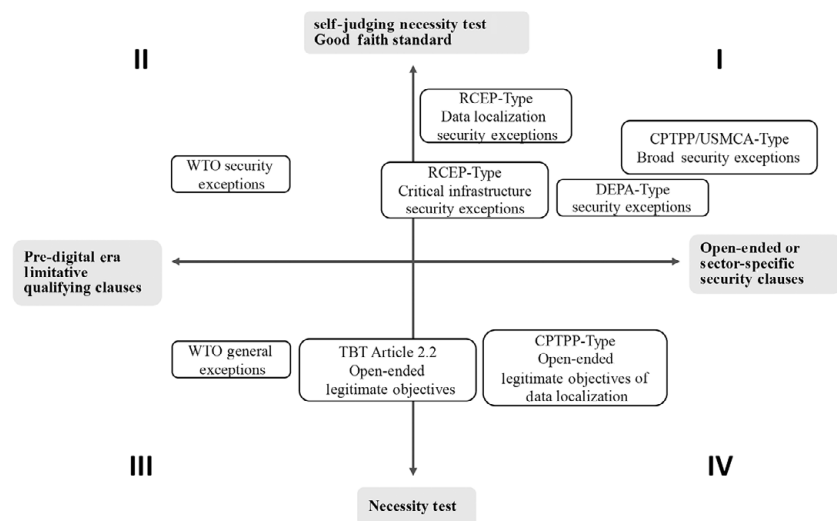 self-judging necessity test
Good faith standard
II
I
RCEP-Type
Data localization
security exceptions
CPTPP/USMCA-Type
Broad security exceptions
WTO security
exceptions
RCEP-Type
Critical infrastructure
security exceptions
DEPA-Type
security exceptions
Pre-digital era
limitative
qualifying clauses
Open-ended or
sector-specific
security clauses
WTO general
exceptions
TBT Article 2.2
Open-ended
legitimate objectives
CPTPP-Type
Open-ended
legitimate objectives of
data localization
III
IV
Necessity test